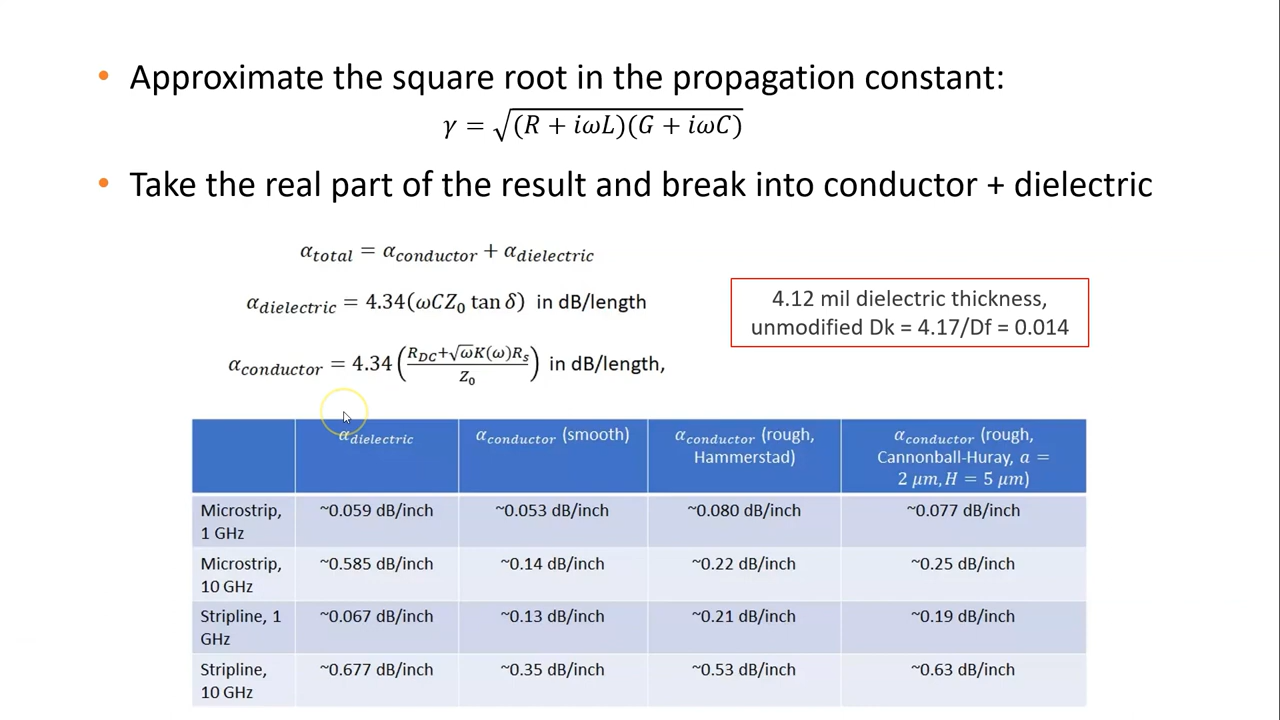 • Approximate the square root in the propagation constant:
γ = √(R + iωL)(G + iωC)
• Take the real part of the result and break into conductor + dielectric
α_total = α_conductor + α_dielectric
α_dielectric = 4.34(ωCZ₀ tan δ) in dB/length
α_conductor = 4.34 ((R_DC+√ωK(ω)R_s)/Z₀) in dB/length,
4.12 mil dielectric thickness,
unmodified Dk = 4.17/Df = 0.014
α_dielectric
α_conductor (smooth)
α_conductor (rough,
Hammerstad)
α_conductor (rough,
Cannonball-Huray, a =
2 μm, H = 5 μm)
Microstrip,
1 GHz
~0.059 dB/inch
~0.053 dB/inch
~0.080 dB/inch
~0.077 dB/inch
Microstrip,
10 GHz
~0.585 dB/inch
~0.14 dB/inch
~0.22 dB/inch
~0.25 dB/inch
Stripline, 1
GHz
~0.067 dB/inch
~0.13 dB/inch
~0.21 dB/inch
~0.19 dB/inch
Stripline,
10 GHz
~0.677 dB/inch
~0.35 dB/inch
~0.53 dB/inch
~0.63 dB/inch